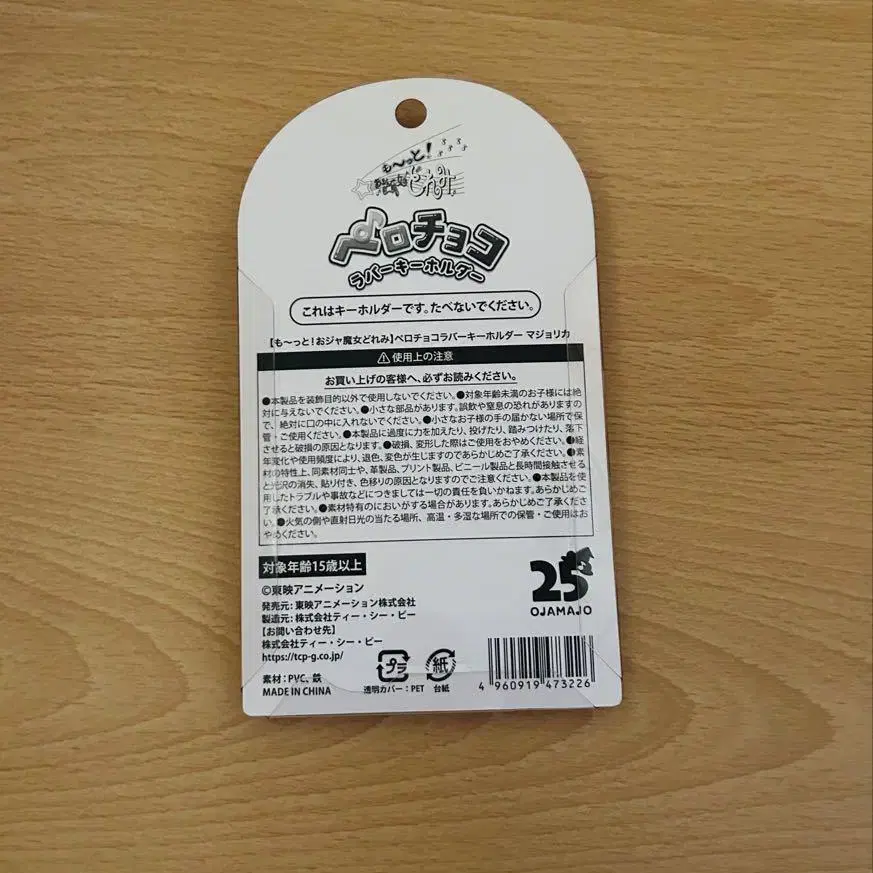 も～っと!
おジャ魔女どれみ
ペロチョコ
ラバーキーホルダー
これはキーホルダーです。たべないでください。
【も～っと!おジャ魔女どれみ】ペロチョコラバーキーホルダー マジョリカ
⚠使用上の注意
お買い上げの客様へ、必ずお読みください。
●本製品を装飾目的以外で使用しないでください。●対象年齢未満のお子様には絶
対に与えないでください。●小さな部品があります。誤飲や窒息の恐れがありますの
で、絶対に口の中に入れないでください。●小さなお子様の手の届かない場所で保
管・ご使用ください。●本製品に過度に力を加えたり、投げたり、踏みつけたり、落下
させると破損の原因となります。●破損、変形した際はご使用をおやめください。●経
年変化や使用頻度により、退色、変色が生じますのであらかじめご了承ください。●素
材の特性上、同素材同士や、革製品、プリント製品、ビニール製品と長時間接触させる
と光沢の消失、貼り付き、色移りの原因となりますのでご注意ください。●本製品を使
用したトラブルや事故などにつきましては一切の責任を負いかねます。あらかじめご
了承ください。●素材特有のにおいがする場合があります。あらかじめご了承くださ
い。●火気の側や直射日光の当たる場所、高温・多湿な場所での保管・ご使用はお
やめください。
対象年齢15歳以上
©東映アニメーション
発売元:東映アニメーション株式会社
製造元:株式会社ティー・シー・ピー
【お問い合わせ先】
株式会社ティー・シー・ピー
https://tcp-g.co.jp/
素材:PVC、鉄
MADE IN CHINA
プラ
透明カバー:PET
紙
台紙
25
OJAMAJO
4 960919 473226